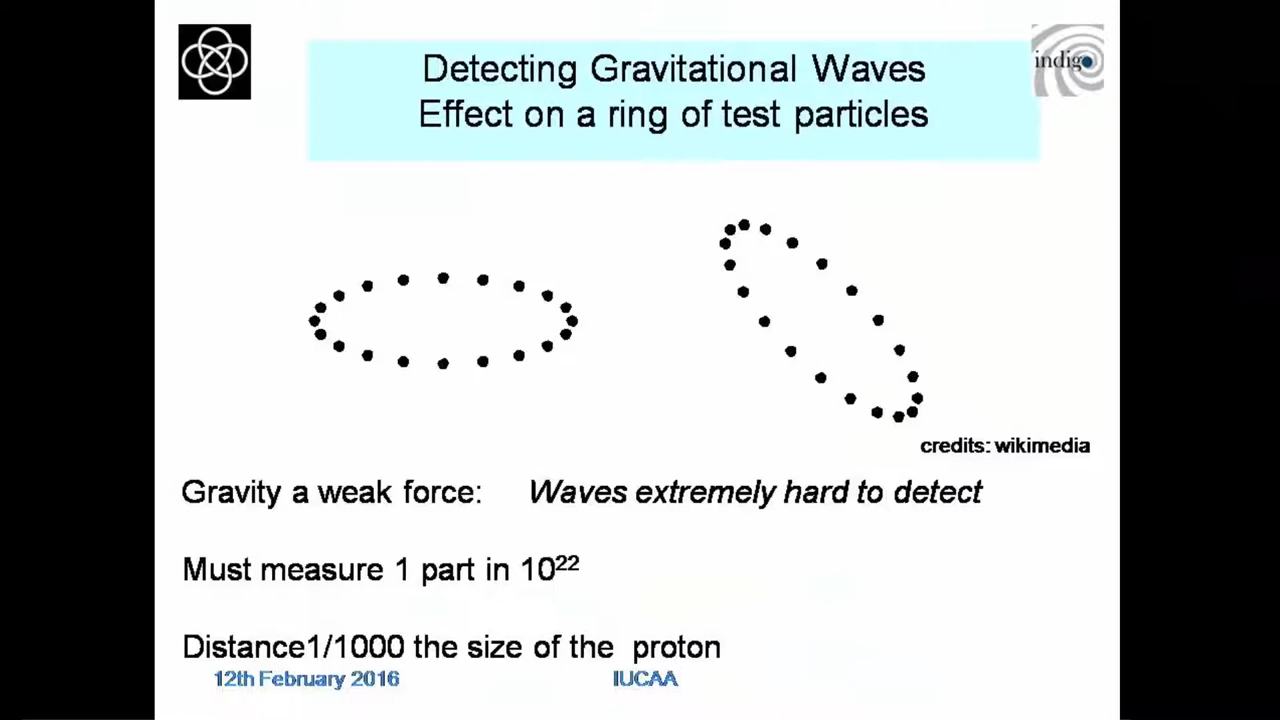 Detecting Gravitational Waves
indigo
Effect on a ring of test particles
credits: wikimedia
Gravity a weak force: Waves extremely hard to detect
Must measure 1 part in 10²²
Distance1/1000 the size of the proton
12th February 2016 IUCAA